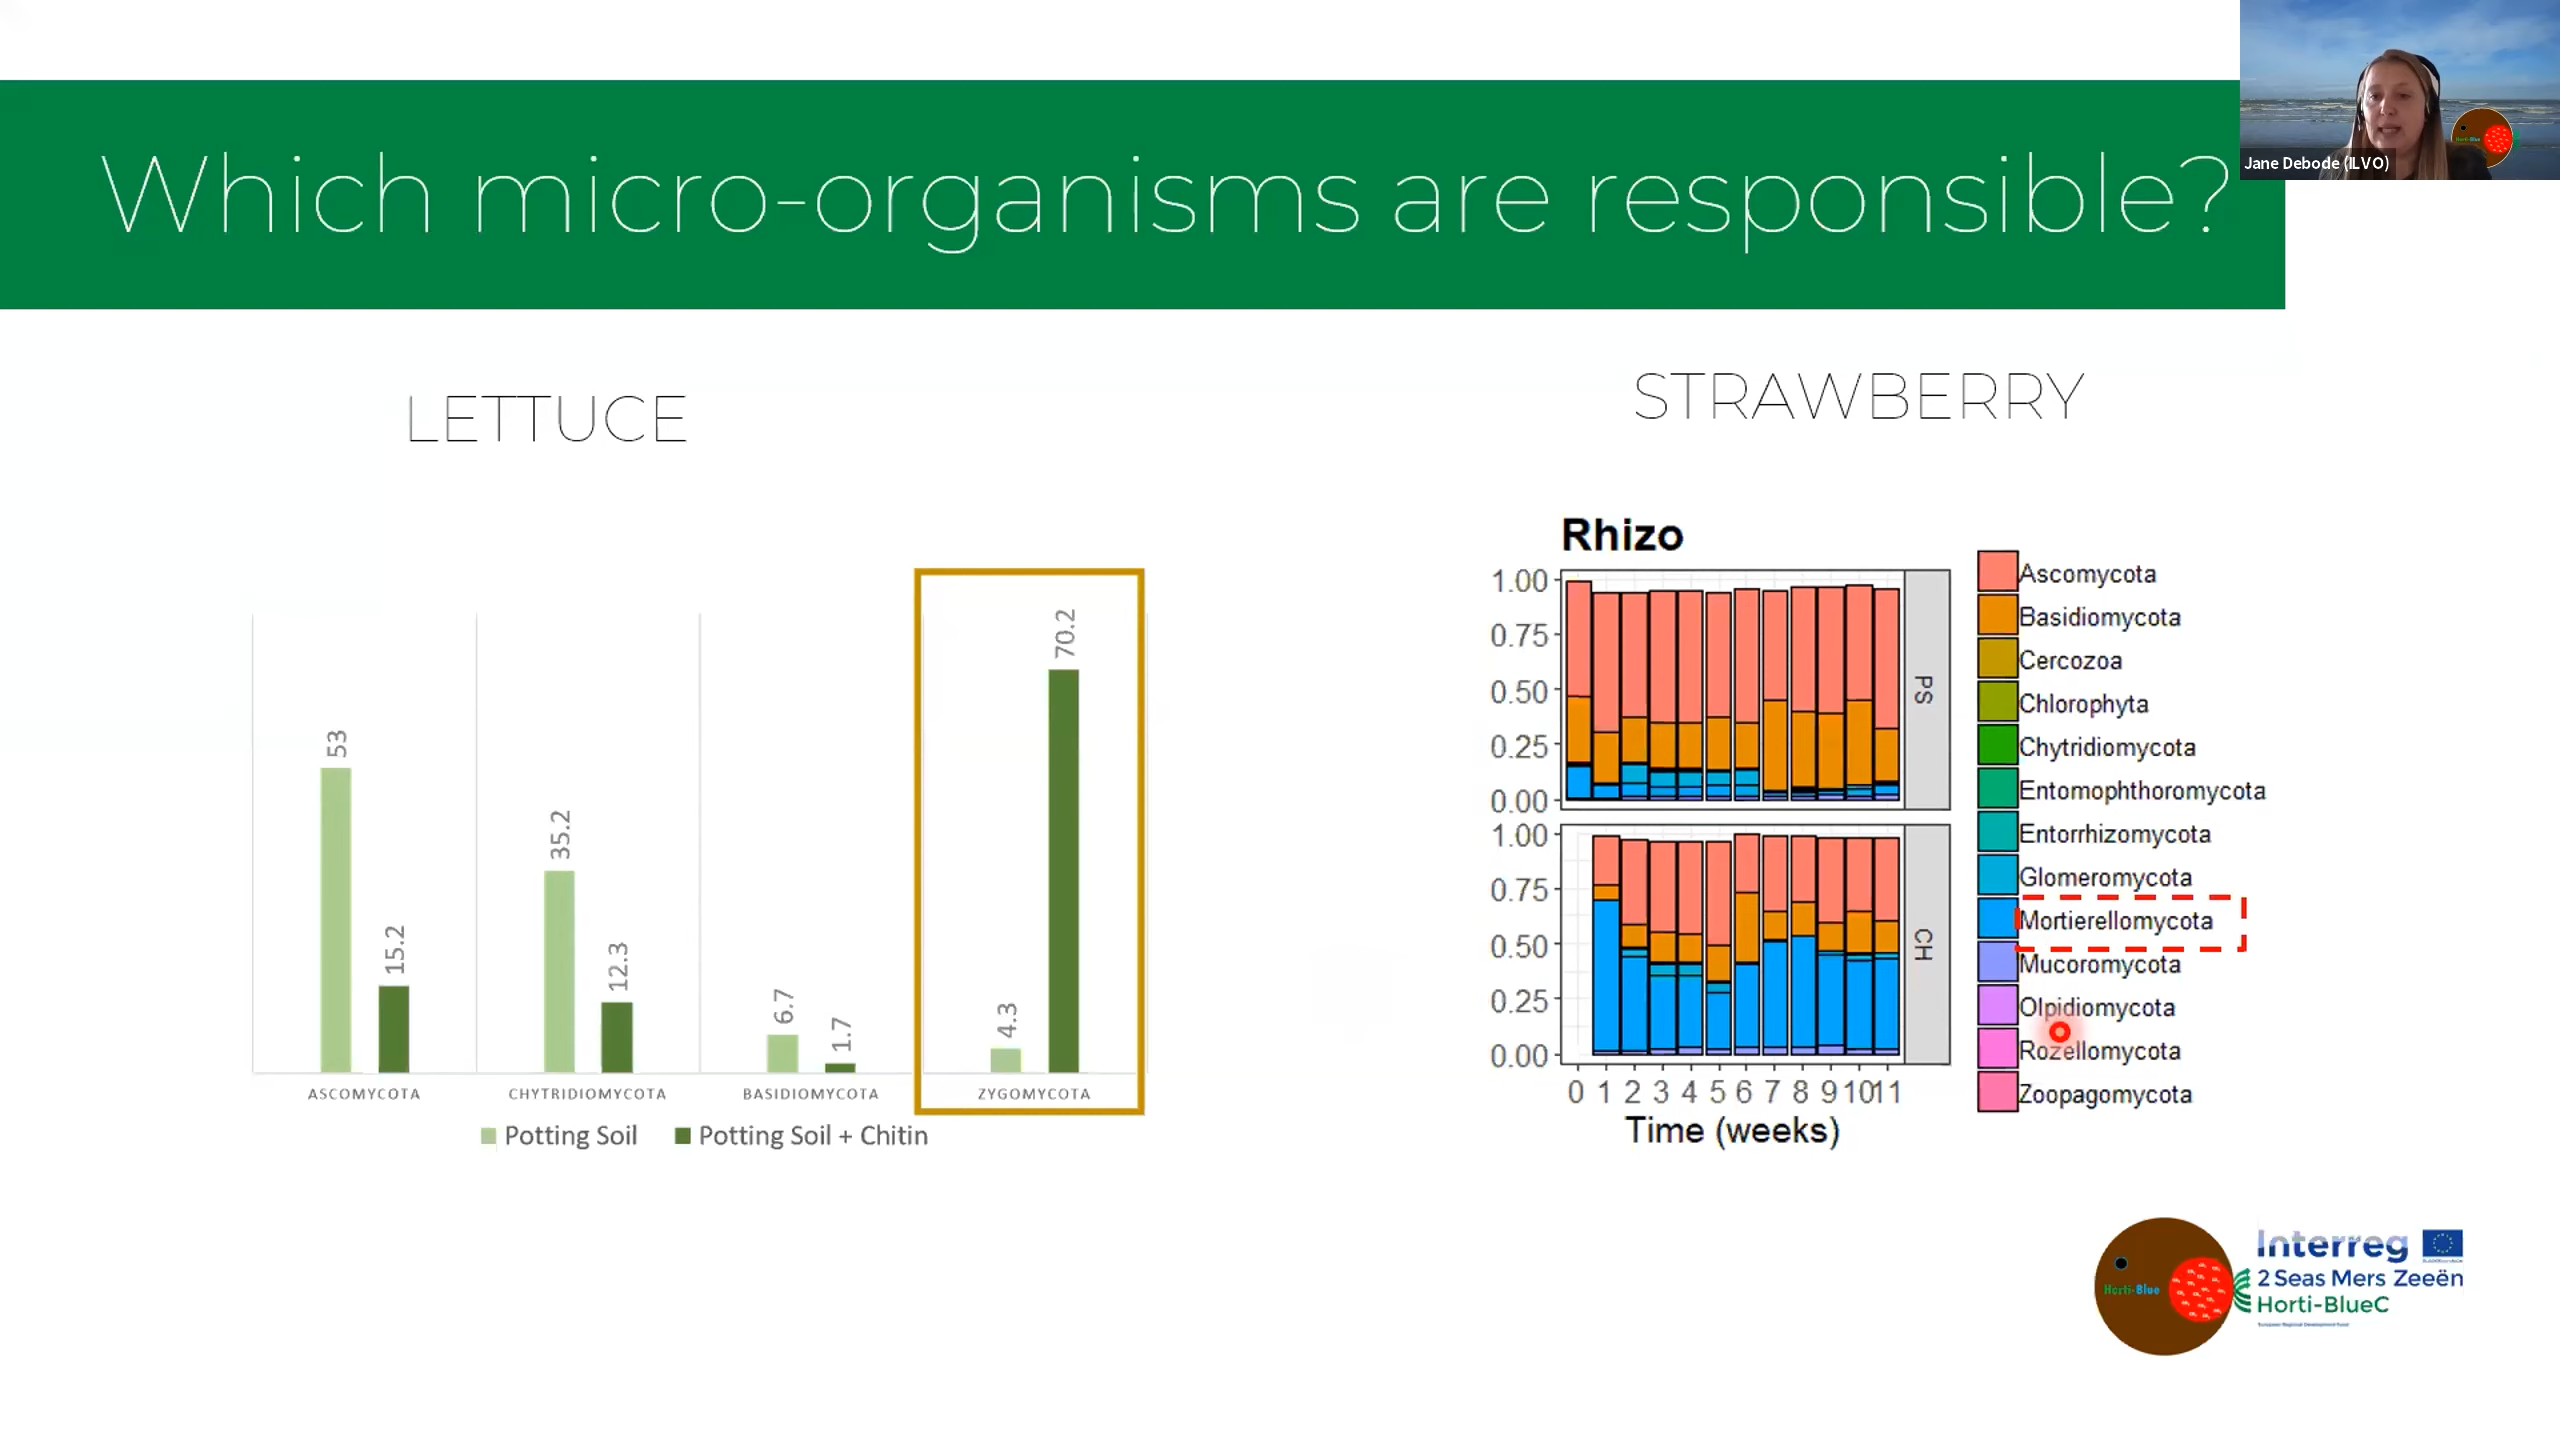 Which micro-organisms are responsible?
Jane Debode (ILVO)
LETTUCE
53
15.2
35.2
12.3
6.7
1.7
4.3
70.2
ASCOMYCOTA
CHYTRIDIOMYCOTA
BASIDIOMYCOTA
ZYGOMYCOTA
Potting Soil
Potting Soil + Chitin
STRAWBERRY
Rhizo
1.00
0.75
0.50
0.25
0.00
PS
1.00
0.75
0.50
0.25
0.00
CH
0 1 2 3 4 5 6 7 8 9 10 11
Time (weeks)
Ascomycota
Basidiomycota
Cercozoa
Chlorophyta
Chytridiomycota
Entomophthoromycota
Entorrhizomycota
Glomeromycota
Mortierellomycota
Mucoromycota
Olpidiomycota
Rozellomycota
Zoopagomycota
Horti-Blue
Interreg
2 Seas Mers Zeeën
Horti-BlueC
European Regional Development Fund